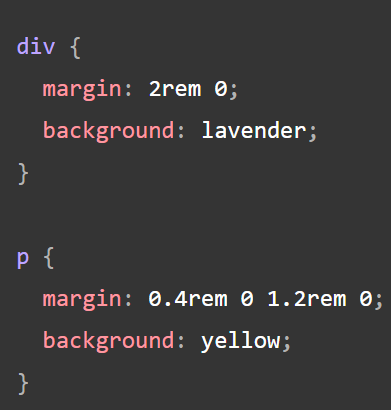 div {
  margin: 2rem 0;
  background: lavender;
}

p {
  margin: 0.4rem 0 1.2rem 0;
  background: yellow;
}